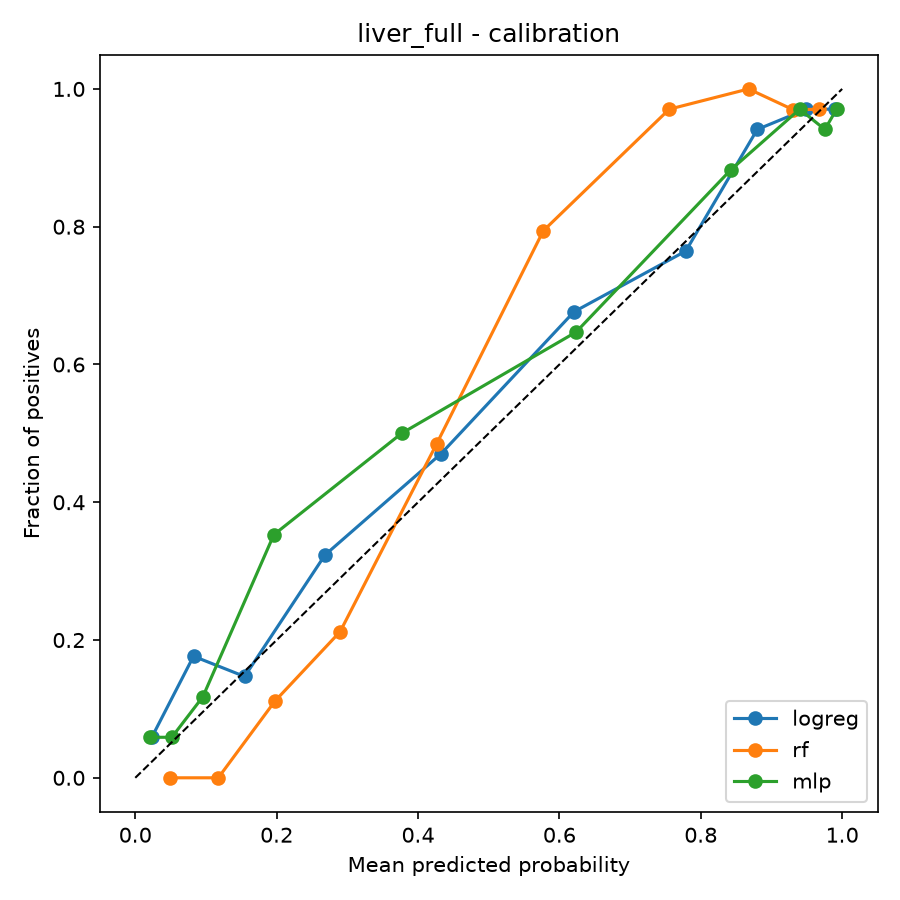 liver_full - calibration
1.0
0.8
0.6
0.4
0.2
0.0
Fraction of positives
logreg
rf
mlp
0.0 0.2 0.4 0.6 0.8 1.0
Mean predicted probability